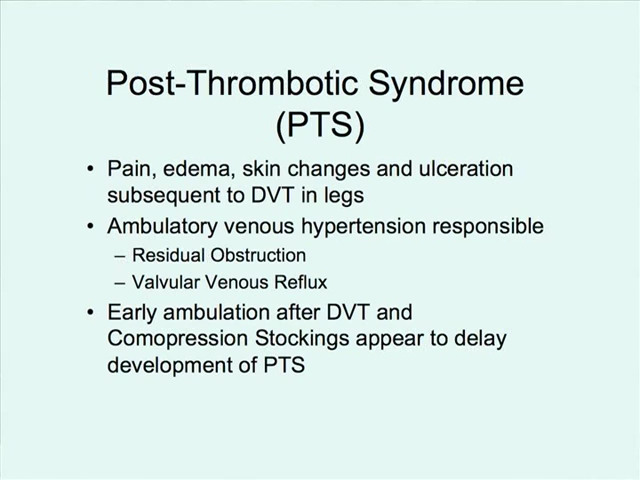 Post-Thrombotic Syndrome
(PTS)
• Pain, edema, skin changes and ulceration
subsequent to DVT in legs
• Ambulatory venous hypertension responsible
– Residual Obstruction
– Valvular Venous Reflux
• Early ambulation after DVT and
Comopression Stockings appear to delay
development of PTS